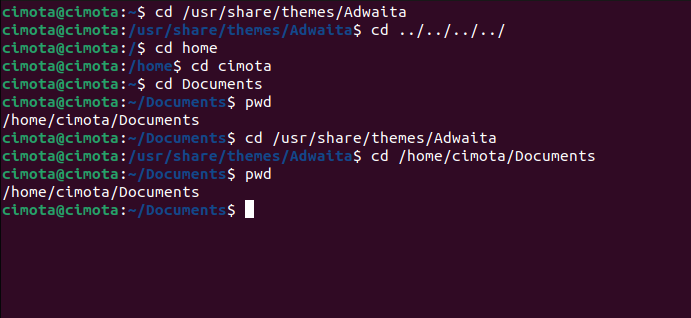 cimota@cimota:~$ cd /usr/share/themes/Adwaita
cimota@cimota:/usr/share/themes/Adwaita$ cd ../../../../
cimota@cimota:/$ cd home
cimota@cimota:/home$ cd cimota
cimota@cimota:~$ cd Documents
cimota@cimota:~/Documents$ pwd
/home/cimota/Documents
cimota@cimota:~/Documents$ cd /usr/share/themes/Adwaita
cimota@cimota:/usr/share/themes/Adwaita$ cd /home/cimota/Documents
cimota@cimota:~/Documents$ pwd
/home/cimota/Documents
cimota@cimota:~/Documents$